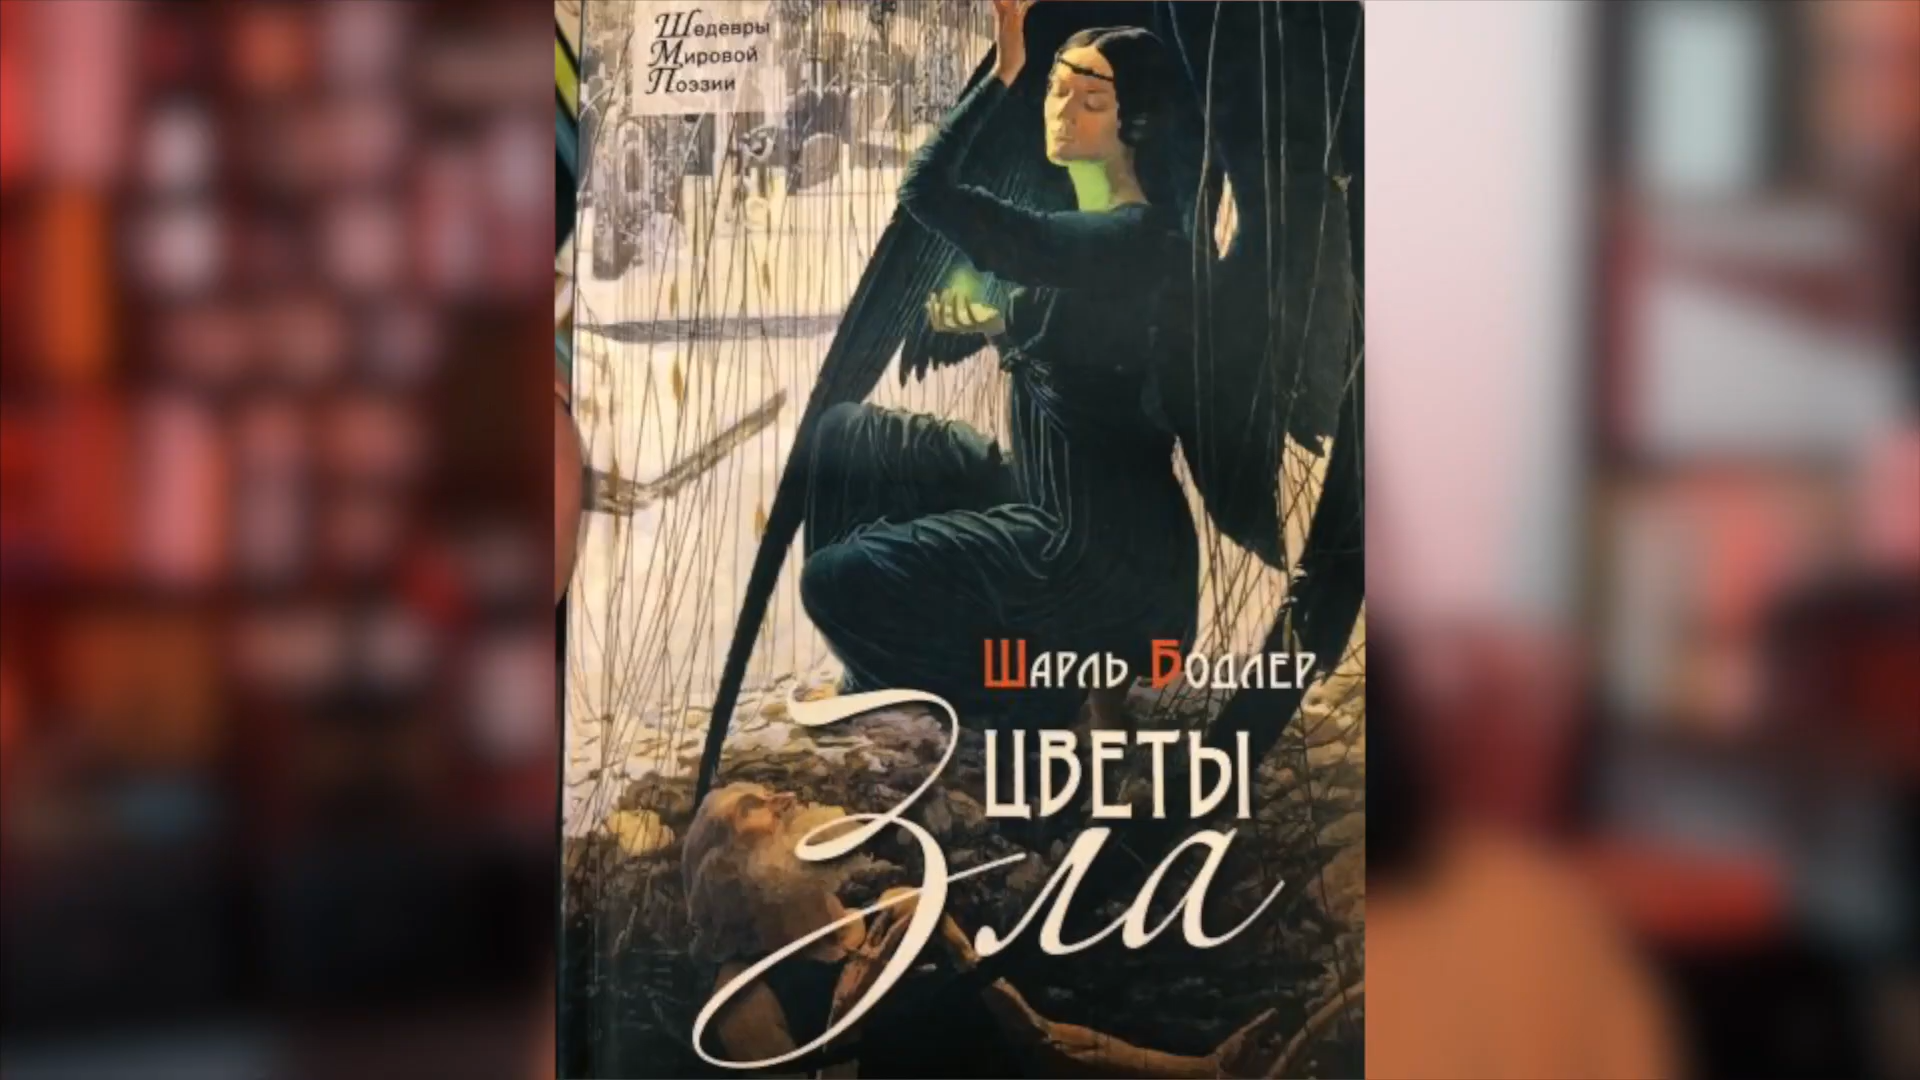 Шедевры
Мировой
Поэзии
Шарль Бодлер
Цветы
Зла